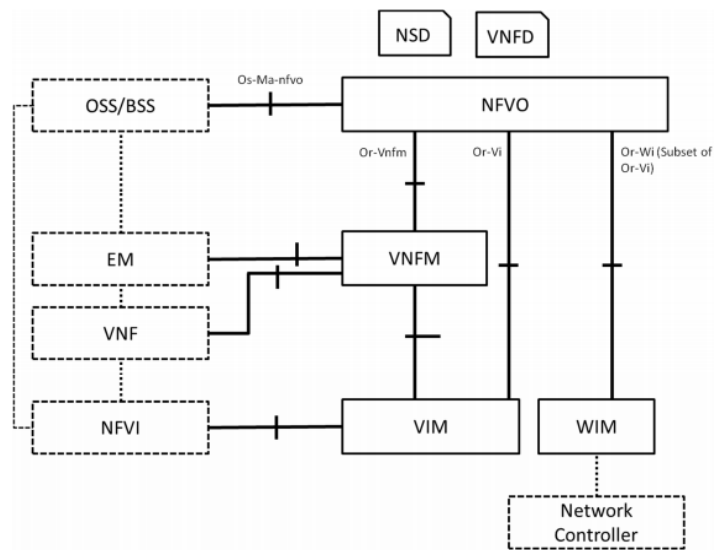 NSD
VNFD
Os-Ma-nfvo
OSS/BSS
NFVO
Or-Vnfm
Or-Vi
Or-Wi (Subset of
Or-Vi)
EM
VNFM
VNF
NFVI
VIM
WIM
Network
Controller